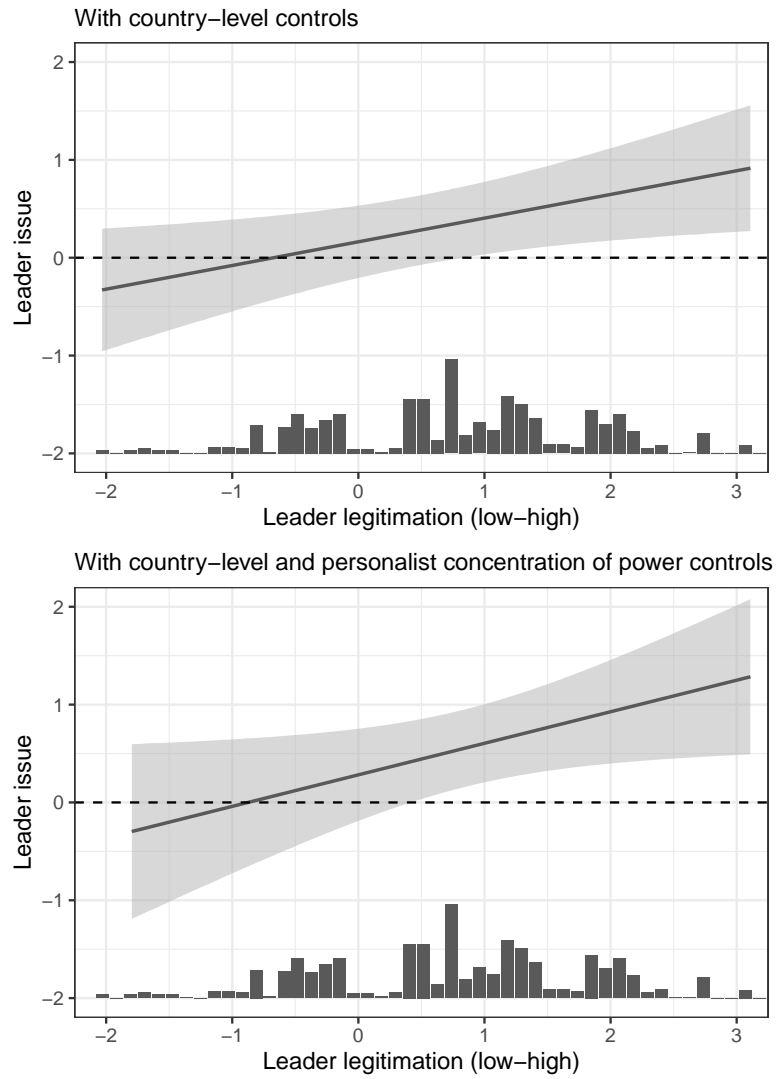 With country−level controls
2
1
0
−1
−2
Leader issue
−2 −1 0 1 2 3
Leader legitimation (low−high)
With country−level and personalist concentration of power controls
2
1
0
−1
−2
Leader issue
−2 −1 0 1 2 3
Leader legitimation (low−high)